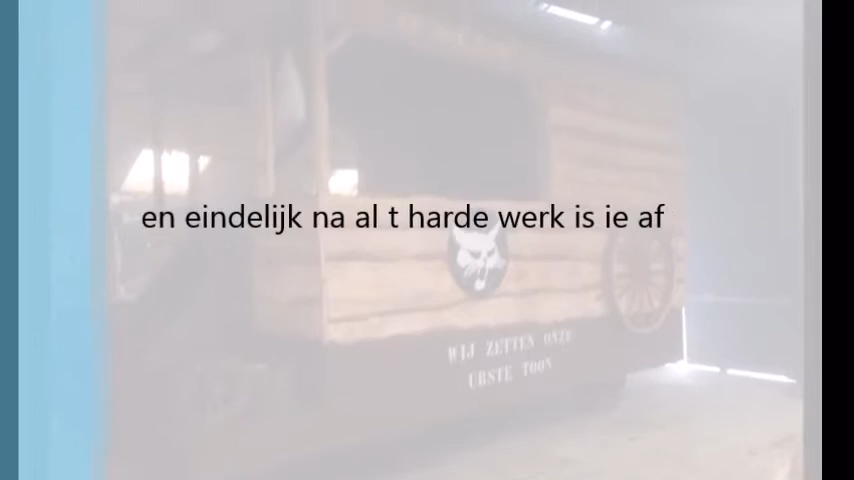 en eindelijk na al t harde werk is ie af
WIJ ZETTEN ONZE
URSTE TOON